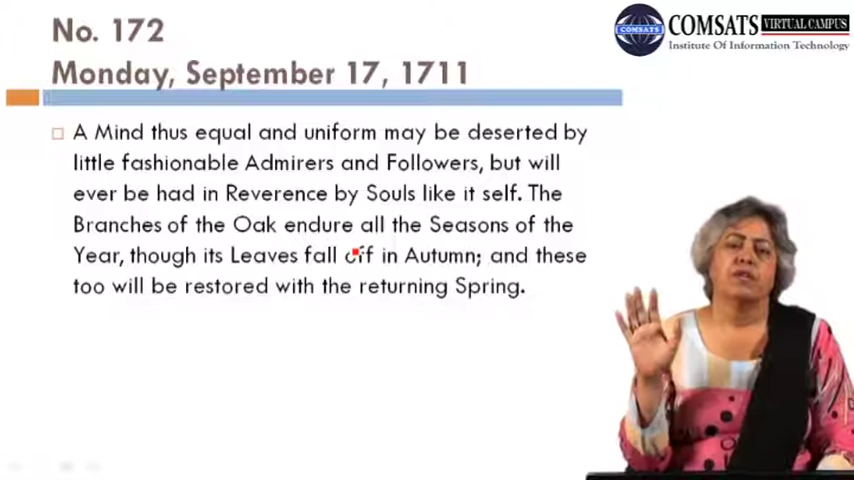 No. 172
Monday, September 17, 1711
COMSATS VIRTUAL CAMPUS
Institute Of Information Technology
COMSATS
A Mind thus equal and uniform may be deserted by
little fashionable Admirers and Followers, but will
ever be had in Reverence by Souls like it self. The
Branches of the Oak endure all the Seasons of the
Year, though its Leaves fall off in Autumn; and these
too will be restored with the returning Spring.